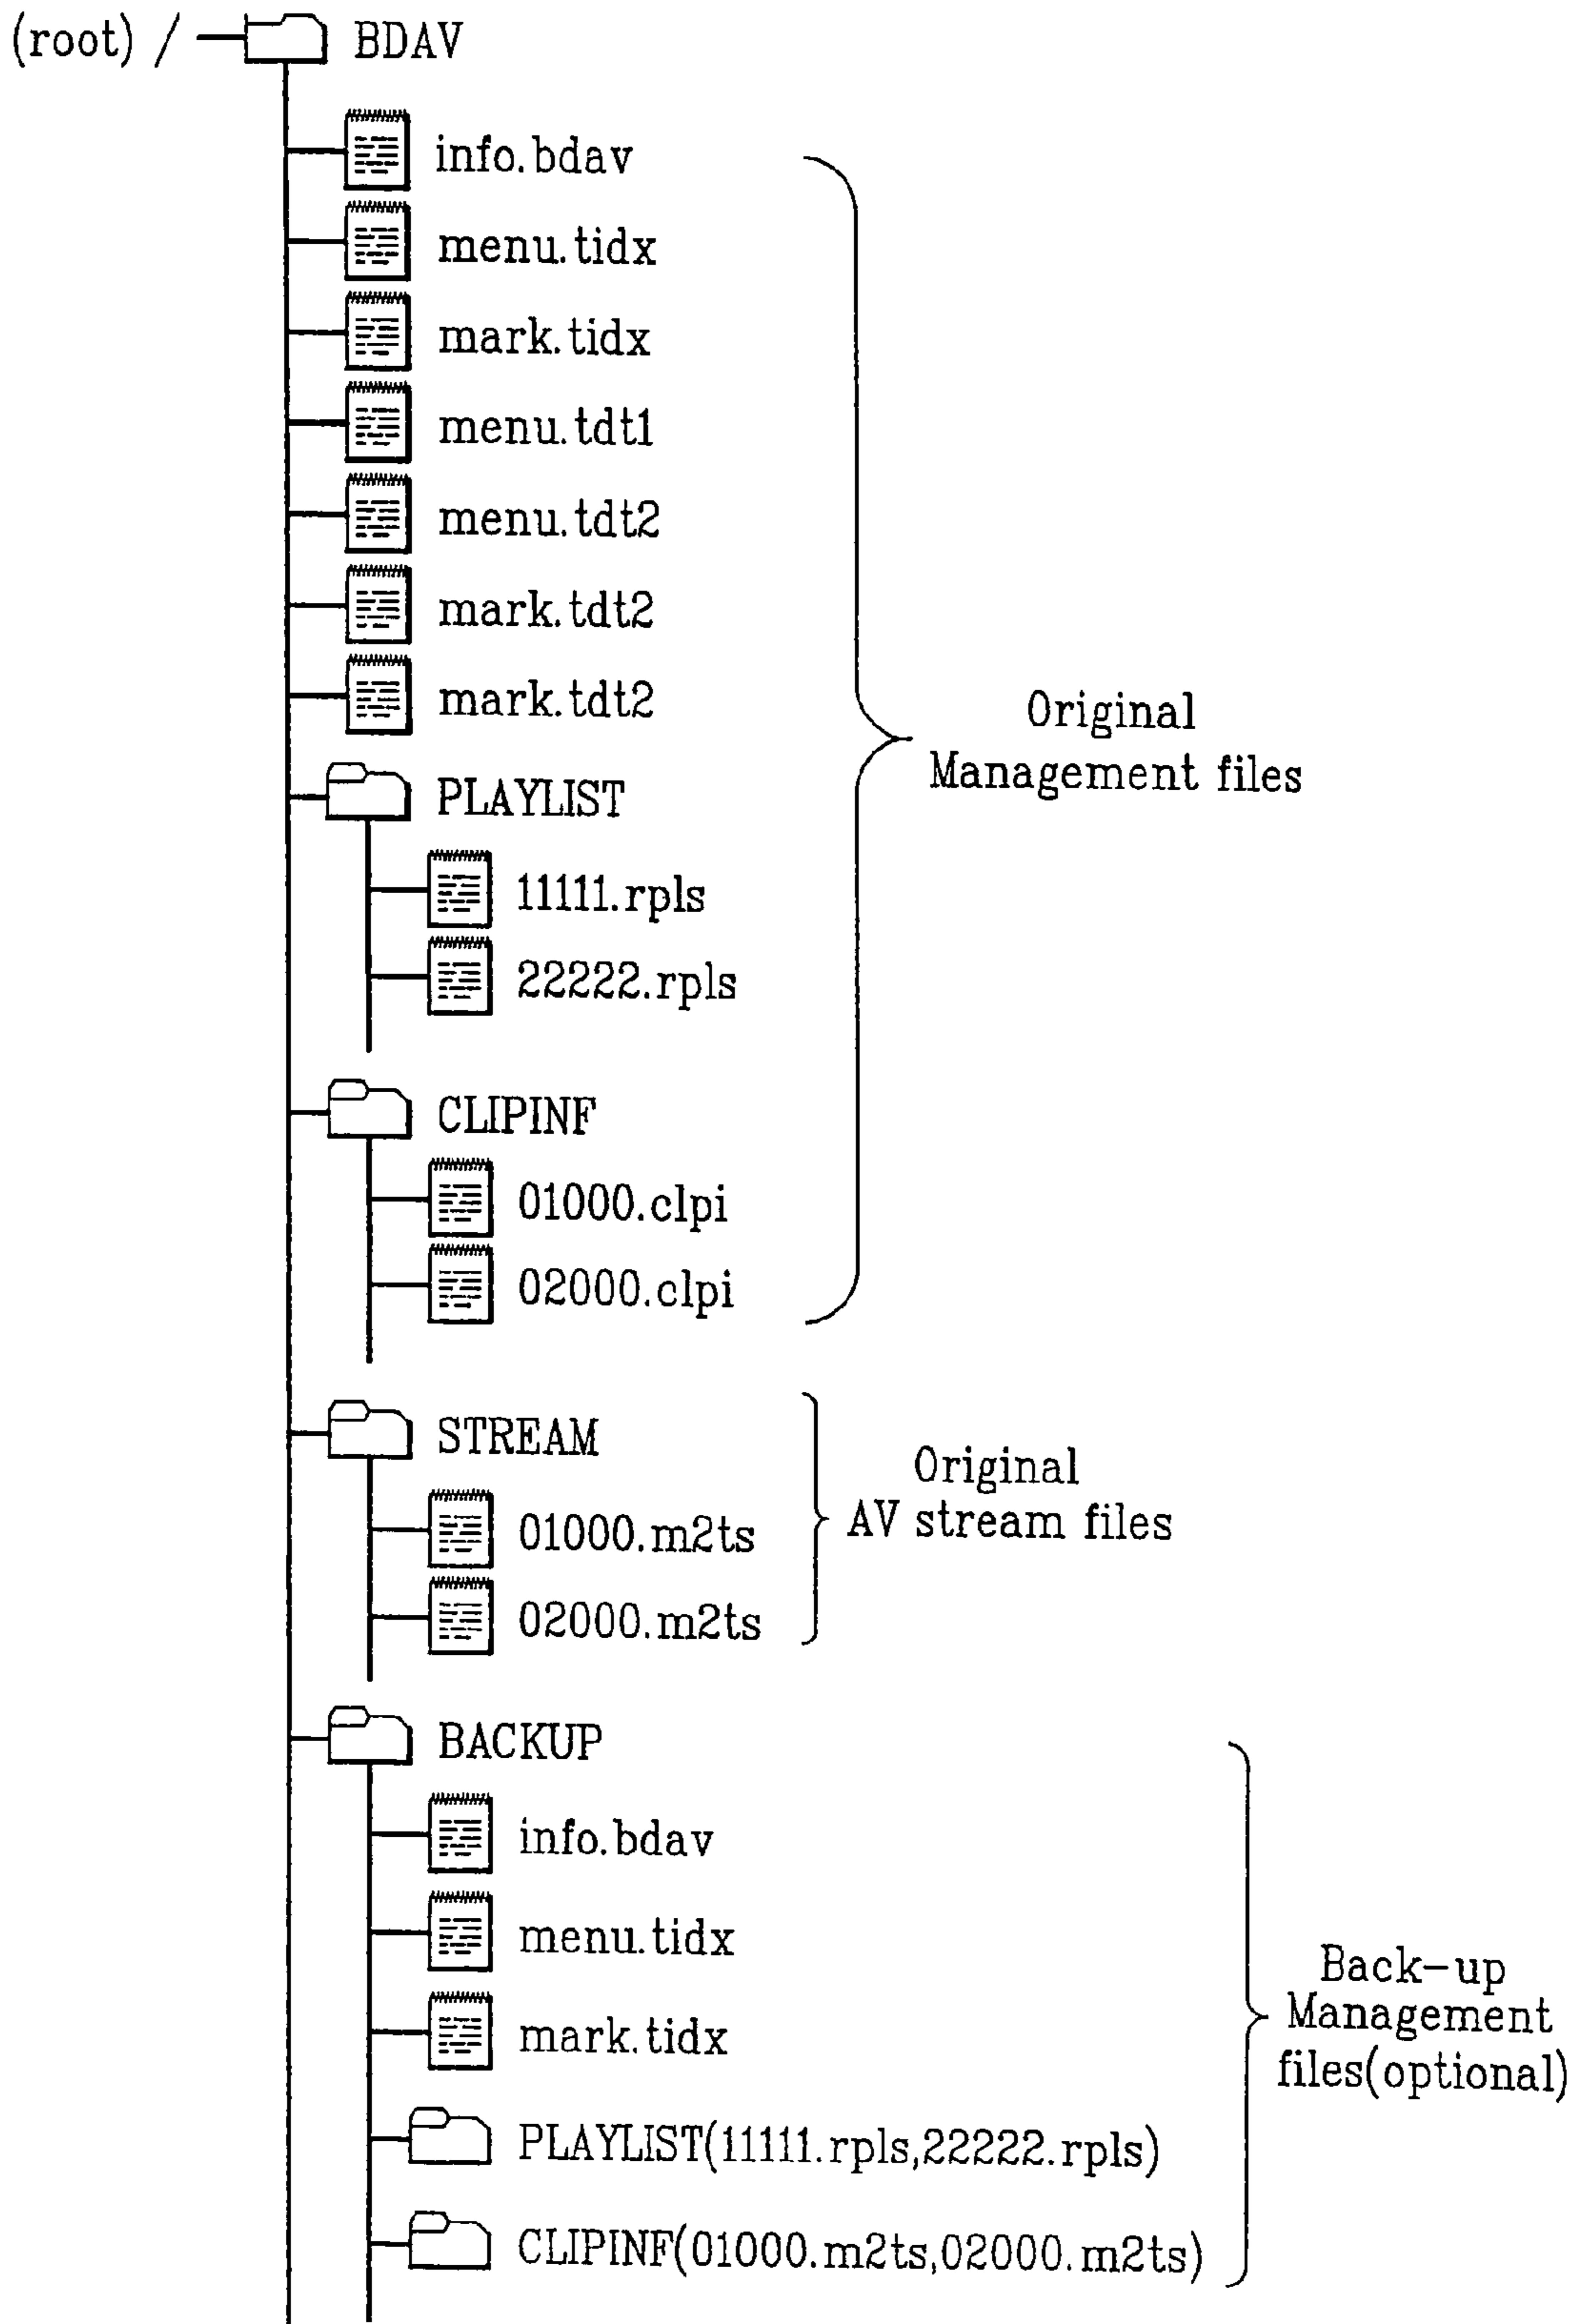 (root) / BDAV
info.bdav
menu.tidx
mark.tidx
menu.tdt1
menu.tdt2
mark.tdt2
mark.tdt2
Original
Management files
PLAYLIST
11111.rpls
22222.rpls
CLIPINF
01000.clpi
02000.clpi
STREAM
Original
AV stream files
01000.m2ts
02000.m2ts
BACKUP
info.bdav
menu.tidx
mark.tidx
Back-up
Management
files(optional)
PLAYLIST(11111.rpls,22222.rpls)
CLIPINF(01000.m2ts,02000.m2ts)